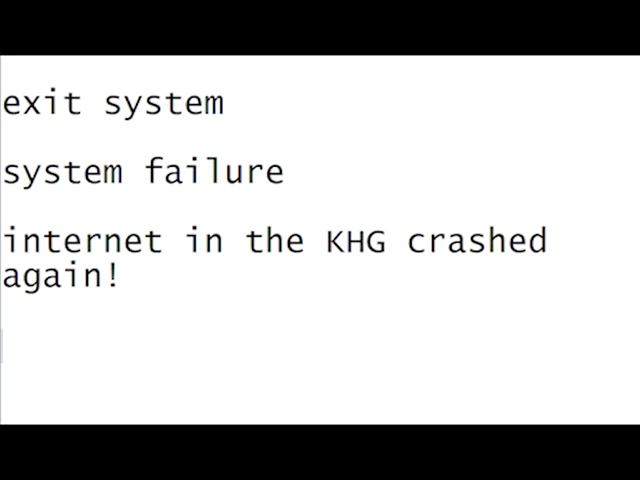 exit system
system failure
internet in the KHG crashed
again!